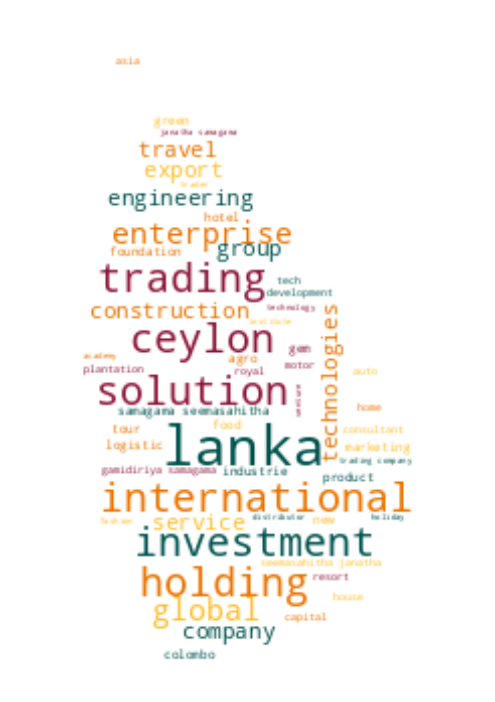 asia
green
janatha samagama
travel
export
trader
engineering
hotel
enterprise
group
foundation
trading
tech
development
construction
technology
technologies
institute
ceylon
gem
academy
agro
motor
plantation
royal
auto
solution
samagama seemasahitha
home
tour
food
consultant
lanka
logistic
marketing
trading company
gamidiriya samagama
industrie
product
international
fashion
service
distributor
new
holiday
investment
seemasahitha janatha
holding
resort
house
global
capital
company
colombo